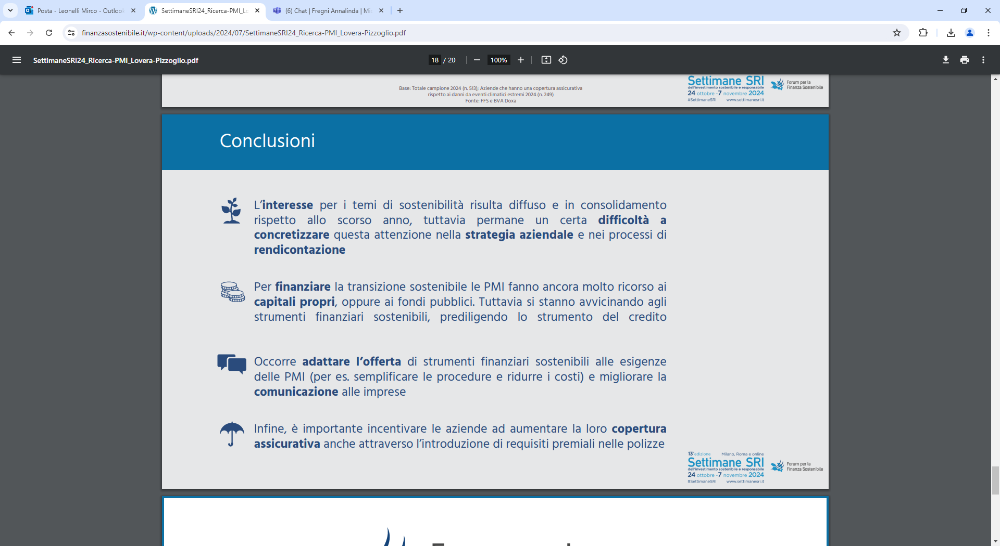 Posta - Leonelli Mirco - Outlook
SettimaneSRI24_Ricerca-PMI_Lo
(6) Chat | Fregni Annalinda | Mic
finanzasostenibile.it/wp-content/uploads/2024/07/SettimaneSRI24_Ricerca-PMI_Lovera-Pizzoglio.pdf
SettimaneSRI24_Ricerca-PMI_Lovera-Pizzoglio.pdf
18 / 20
100%
Base: Totale campione 2024 (n. 513); Aziende che hanno una copertura assicurativa
rispetto ai danni da eventi climatici estremi 2024 (n. 249)
Fonte: FFS e BVA Doxa
Settimane SRI
dell'investimento sostenibile e responsabile
24 ottobre -7 novembre 2024
#SettimaneSRI www.settimanesri.it
Forum per la
Finanza Sostenibile
Conclusioni
L'interesse per i temi di sostenibilità risulta diffuso e in consolidamento
rispetto allo scorso anno, tuttavia permane un certa difficoltà a
concretizzare questa attenzione nella strategia aziendale e nei processi di
rendicontazione
Per finanziare la transizione sostenibile le PMI fanno ancora molto ricorso ai
capitali propri, oppure ai fondi pubblici. Tuttavia si stanno avvicinando agli
strumenti finanziari sostenibili, prediligendo lo strumento del credito
Occorre adattare l'offerta di strumenti finanziari sostenibili alle esigenze
delle PMI (per es. semplificare le procedure e ridurre i costi) e migliorare la
comunicazione alle imprese
Infine, è importante incentivare le aziende ad aumentare la loro copertura
assicurativa anche attraverso l'introduzione di requisiti premiali nelle polizze
13°edizione Milano, Roma e online
Settimane SRI
dell'investimento sostenibile e responsabile
24 ottobre -7 novembre 2024
#SettimaneSRI www.settimanesri.it
Forum per la
Finanza Sostenibile